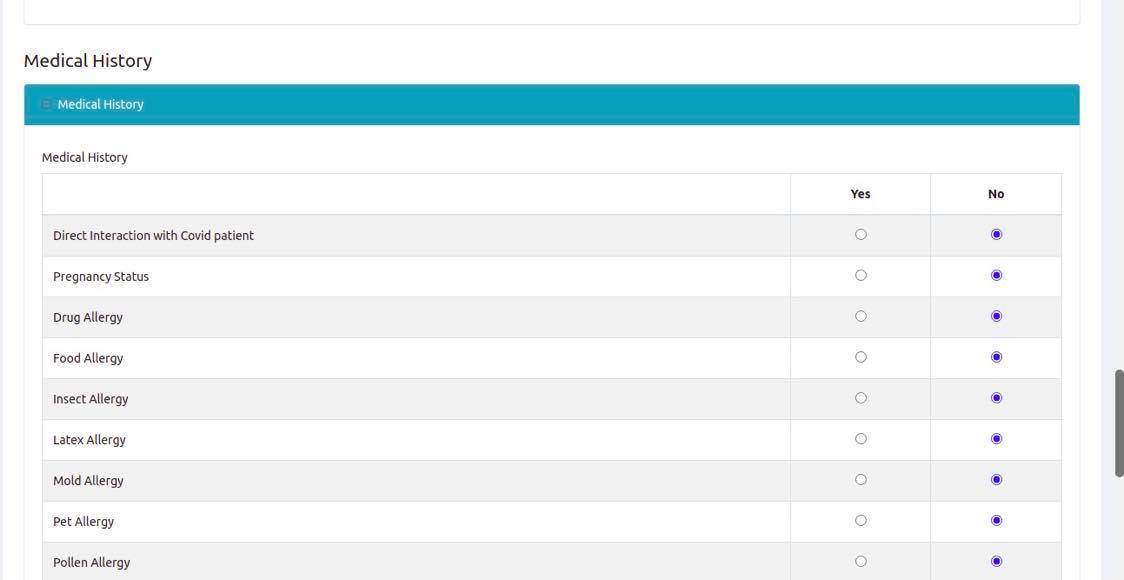 Medical History
Medical History
Medical History
Yes No
Direct Interaction with Covid patient
Pregnancy Status
Drug Allergy
Food Allergy
Insect Allergy
Latex Allergy
Mold Allergy
Pet Allergy
Pollen Allergy